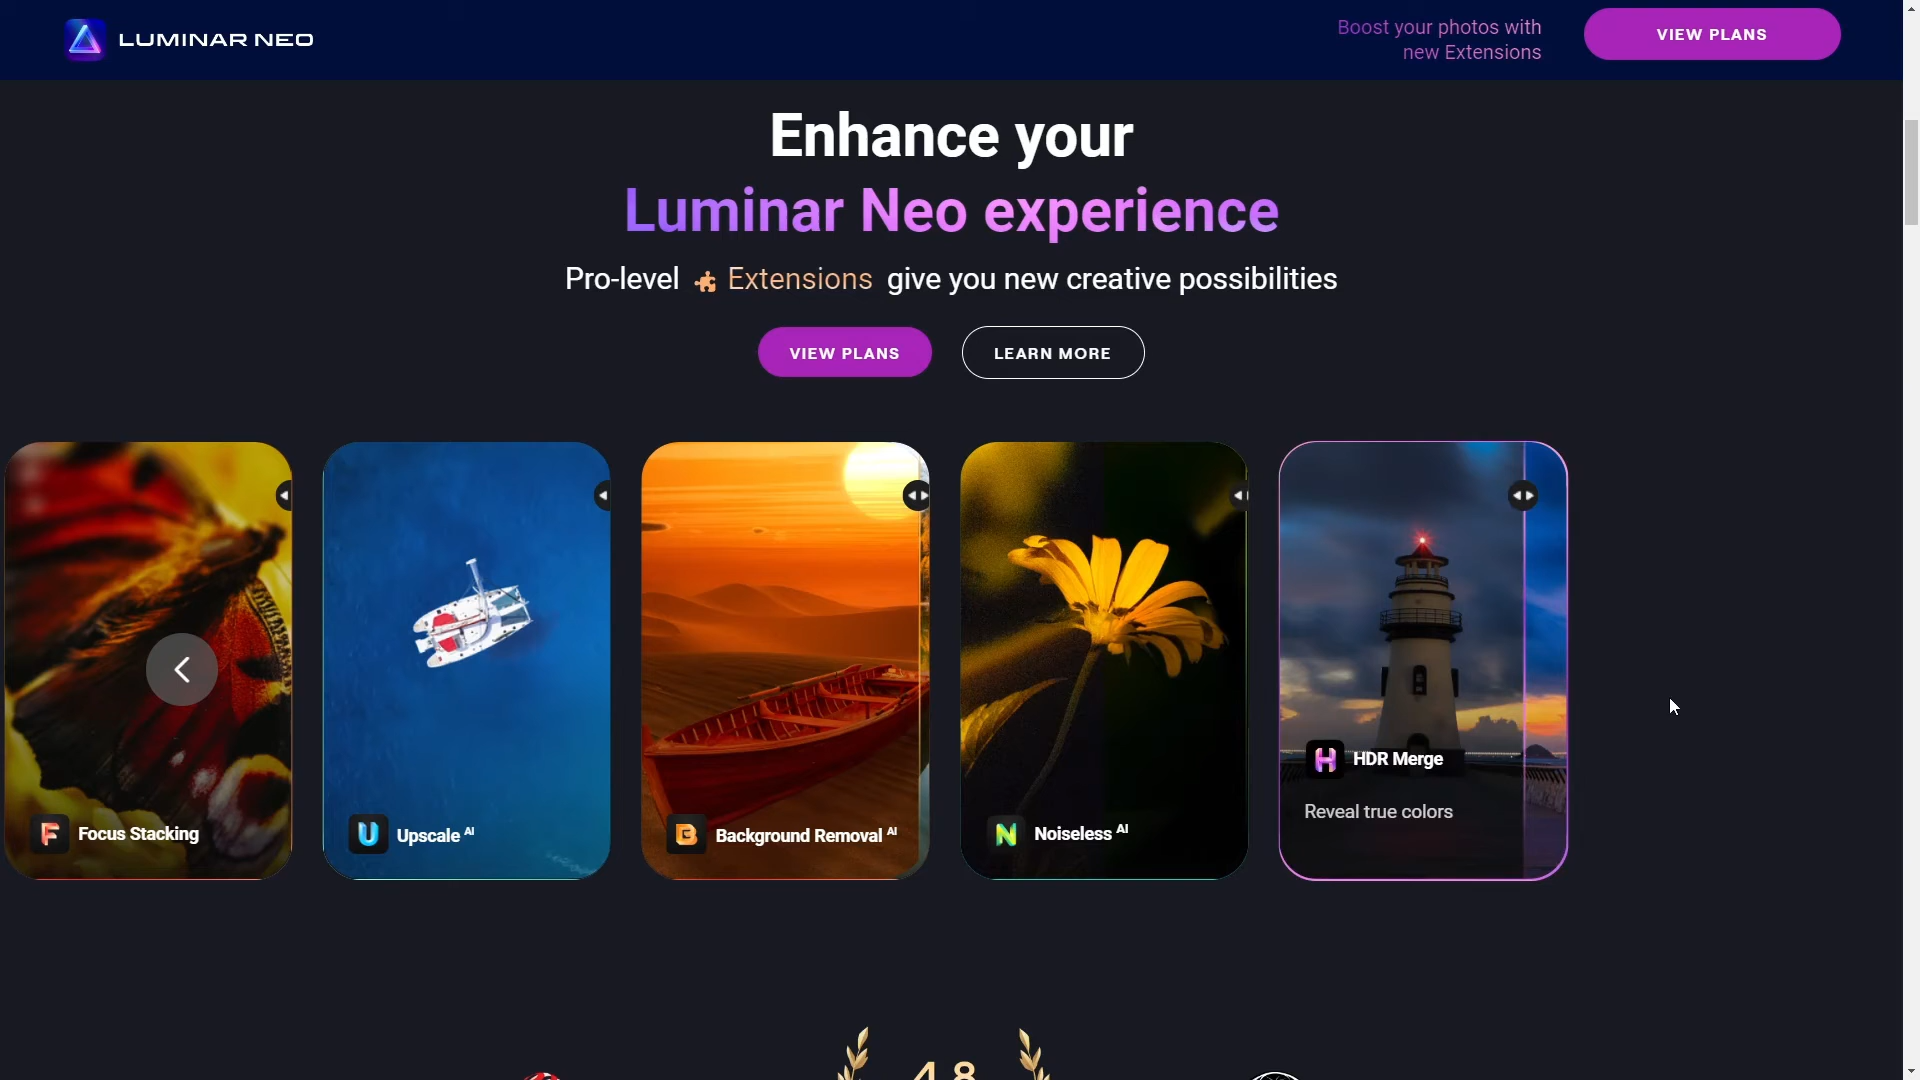 LUMINAR NEO
Boost your photos with
new Extensions
VIEW PLANS
Enhance your
Luminar Neo experience
Pro-level Extensions give you new creative possibilities
VIEW PLANS
LEARN MORE
Focus Stacking
Upscale AI
Background Removal AI
Noiseless AI
HDR Merge
Reveal true colors
4.8